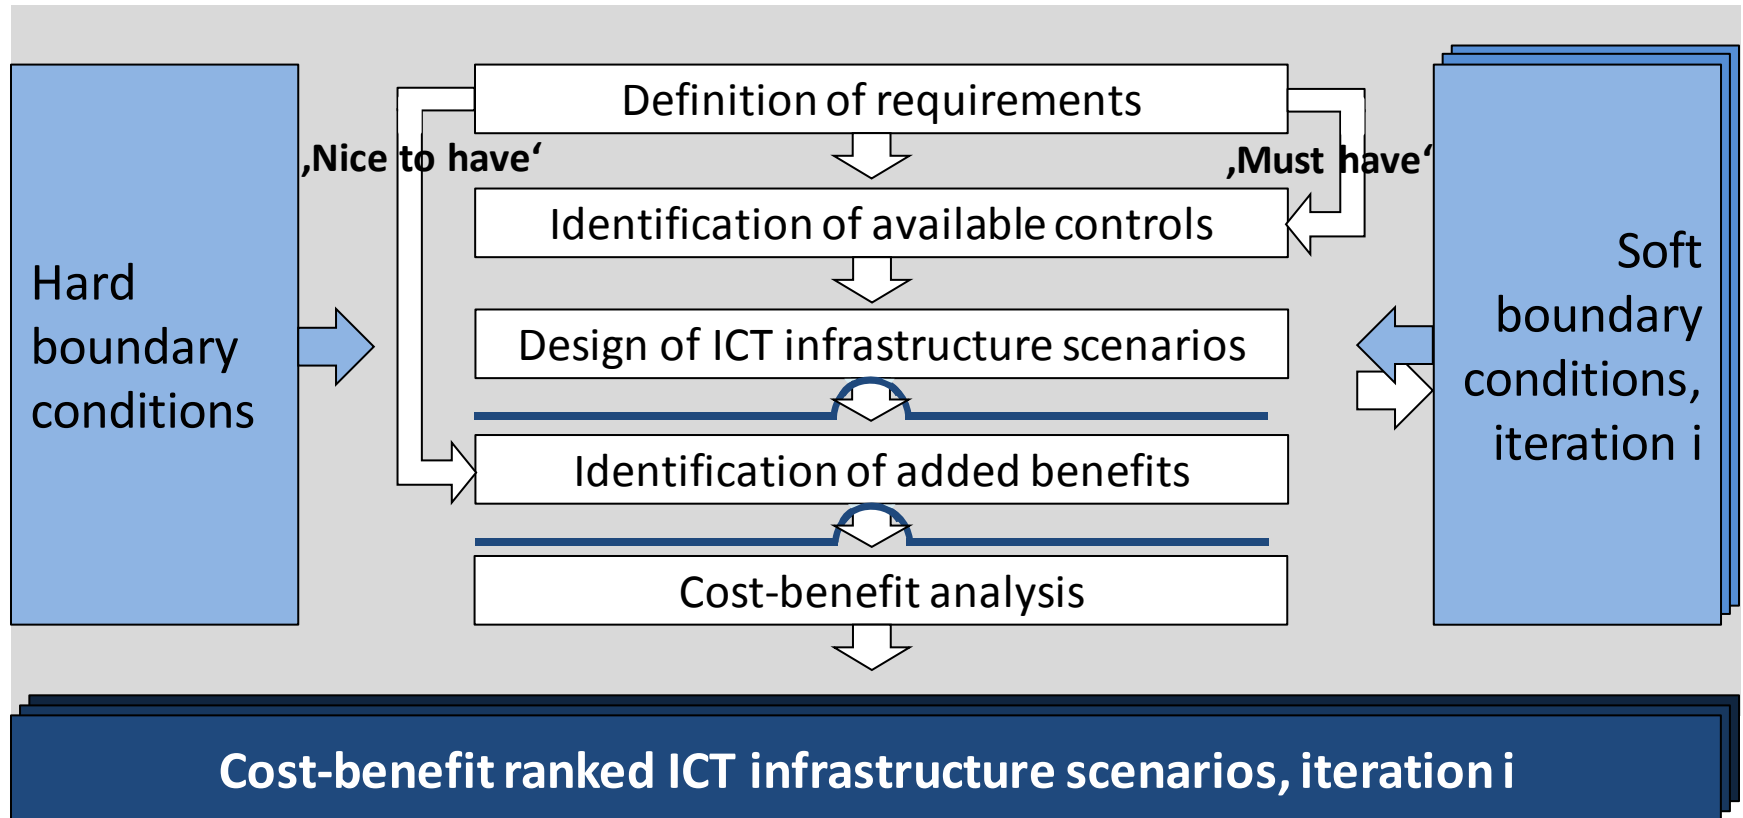 Definition of requirements
‚Nice to have‘
‚Must have‘
Identification of available controls
Hard
boundary
conditions
Design of ICT infrastructure scenarios
Soft
boundary
conditions,
iteration i
Identification of added benefits
Cost-benefit analysis
Cost-benefit ranked ICT infrastructure scenarios, iteration i